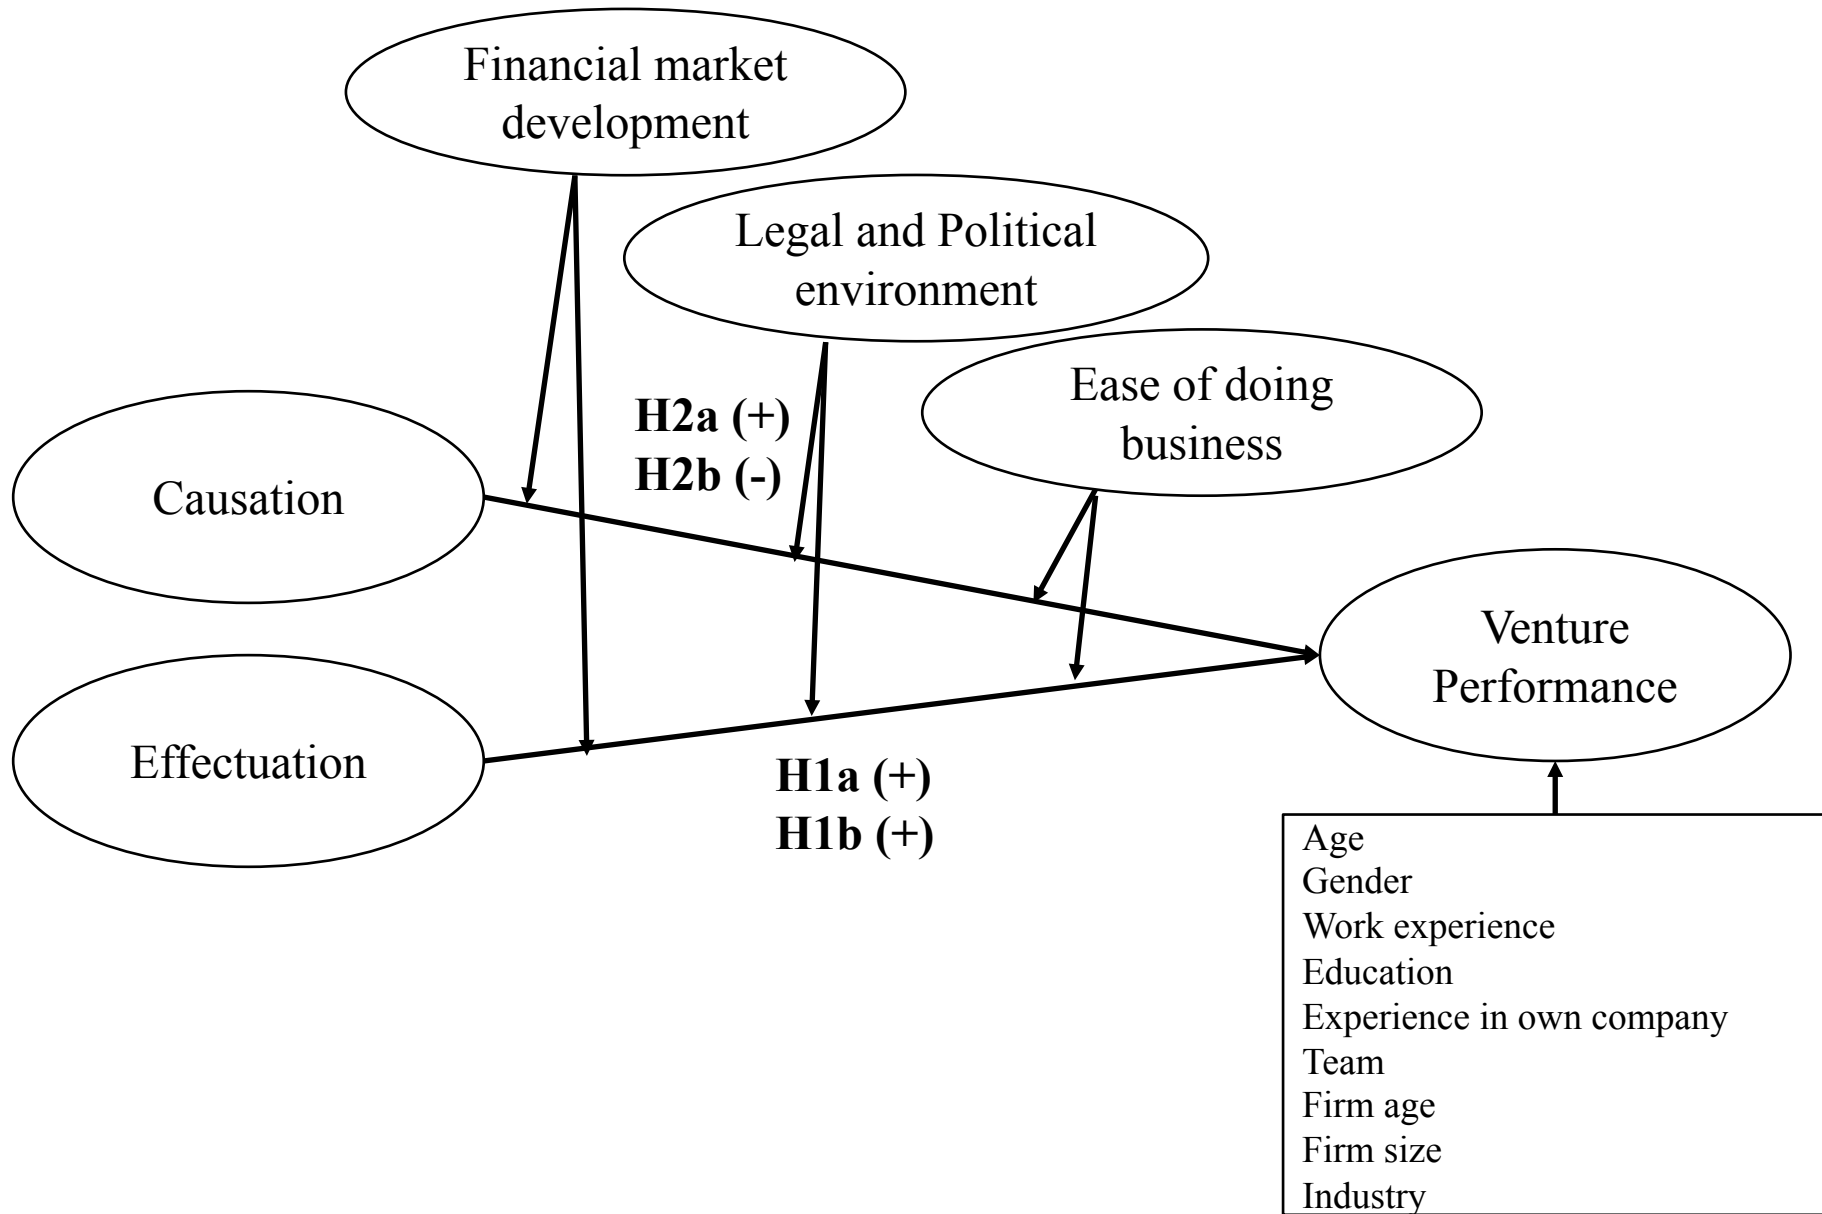 Financial market
development
Legal and Political
environment
Ease of doing
business
H2a (+)
H2b (-)
Causation
Venture
Performance
Effectuation
H1a (+)
H1b (+)
Age
Gender
Work experience
Education
Experience in own company
Team
Firm age
Firm size
Industry